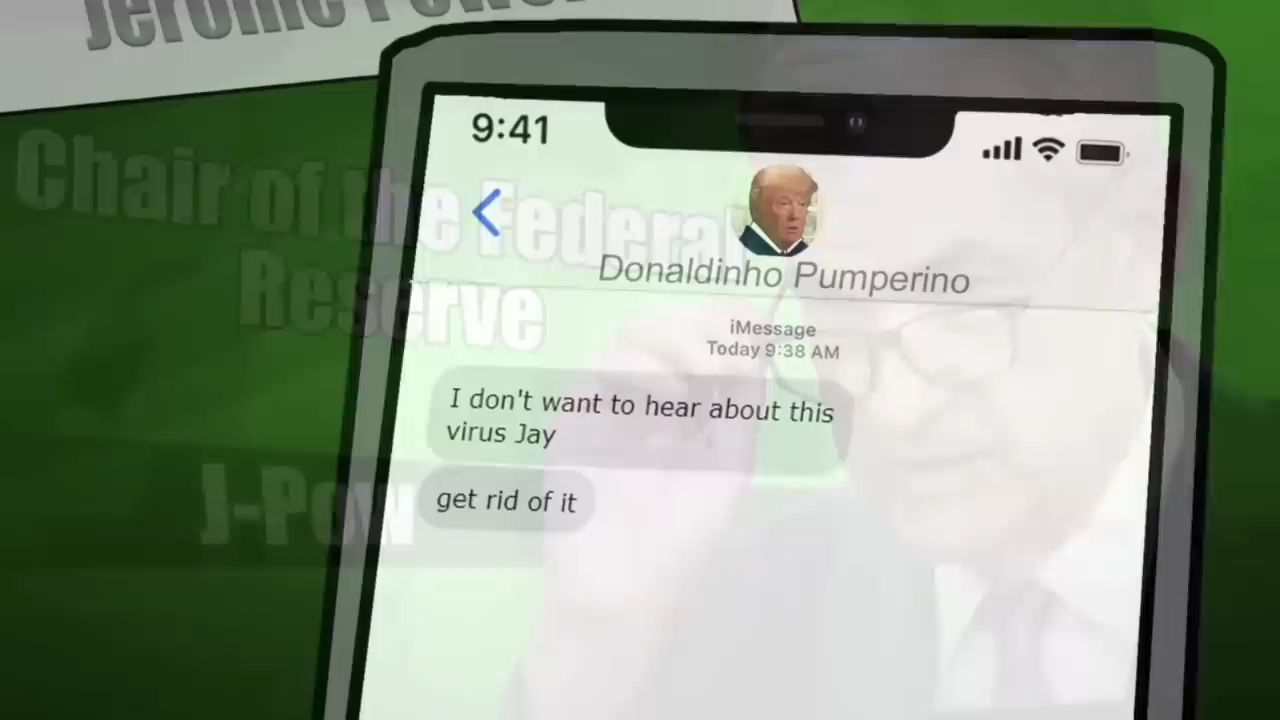 Jerome Powell
Chair of the Federal
Reserve
J-Pow
9:41
Donaldinho Pumperino
iMessage
Today 9:38 AM
I don't want to hear about this
virus Jay
get rid of it